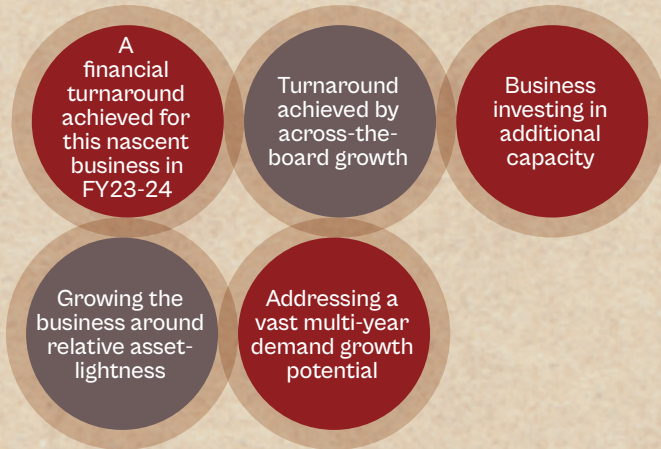 A
financial
turnaround
achieved for
this nascent
business in
FY23-24
Turnaround
achieved by
across-the-
board growth
Business
investing in
additional
capacity
Growing the
business around
relative asset-
lightness
Addressing a
vast multi-year
demand growth
potential